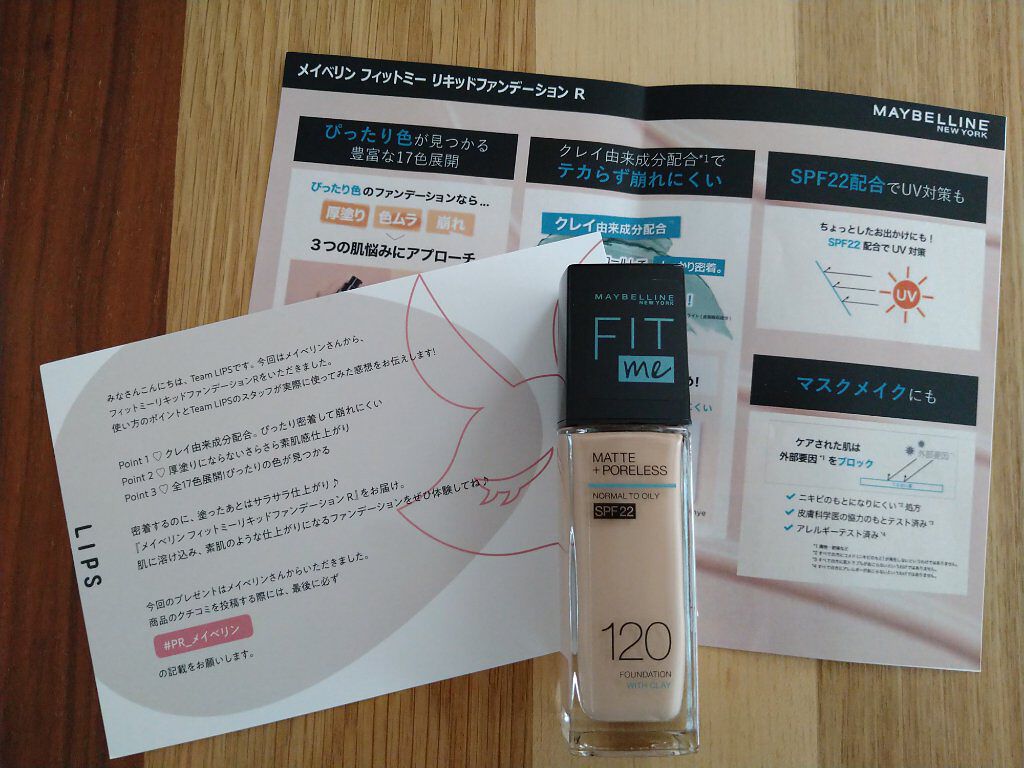 メイベリン フィットミー リキッドファンデーション R
MAYBELLINE
NEW YORK
ぴったり色が見つかる
豊富な17色展開
ぴったり色のファンデーションなら...
厚塗り 色ムラ 崩れ
3つの肌悩みにアプローチ
クレイ由来成分配合*1で
テカらず崩れにくい
クレイ由来成分配合
り密着。
SPF22配合でUV対策も
ちょっとしたお出かけにも!
SPF22 配合でUV 対策
UV
マスクメイクにも
ケアされた肌は
外部要因*1をブロック
外部要因*1
ニキビのもとになりにくい*2処方
皮膚科学医の協力のもとテスト済み*3
アレルギーテスト済み*4
みなさんこんにちは、Team LIPSです。今回はメイベリンさんから、
フィットミーリキッドファンデーションRをいただきました。
使い方のポイントとTeam LIPSのスタッフが実際に使ってみた感想をお伝えします!
Point 1 ♡ クレイ由来成分配合。ぴったり密着して崩れにくい
Point 2 ♡ 厚塗りにならないさらさら素肌感仕上がり
Point 3 ♡ 全17色展開!ぴったりの色が見つかる
密着するのに、塗ったあとはサラサラ仕上がり♪
『メイベリン フィットミーリキッドファンデーション R』をお届け。
肌に溶け込み、素肌のような仕上がりになるファンデーションをぜひ体験してね♪
今回のプレゼントはメイベリンさんからいただきました。
商品のクチコミを投稿する際には、最後に必ず
#PR_メイベリン
の記載をお願いします。
LIPS
MAYBELLINE
NEW YORK
FIT
me
MATTE
+ PORELESS
NORMAL TO OILY
SPF 22
120
FOUNDATION
WITH CLAY